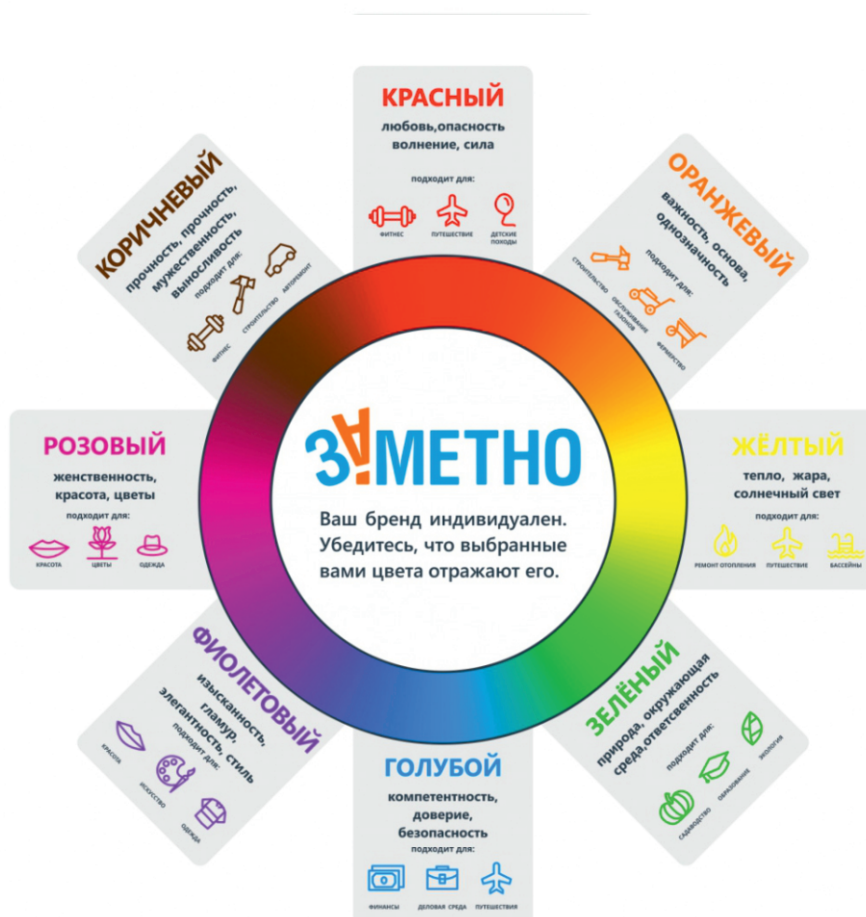 КРАСНЫЙ
любовь,опасность
волнение, сила
подходит для:
ФИТНЕС
ПУТЕШЕСТВИЕ
ДЕТСКИЕ
ПОХОДЫ
ОРАНЖЕВЫЙ
важность, основа,
однозначность
подходит для:
СТРОИТЕЛЬСТВО
ОБСЛУЖИВАНИЕ
ГАЗОНОВ
ФЕРМЕРСТВО
ЖЁЛТЫЙ
тепло, жара,
солнечный свет
подходит для:
РЕМОНТ ОТОПЛЕНИЯ
ПУТЕШЕСТВИЕ
БАССЕЙНЫ
ЗЕЛЁНЫЙ
природа, окружающая
среда,ответсвенность
подходит для:
САДАВОДСТВО
ОБРАЗОВАНИЕ
ЭКОЛОГИЯ
ГОЛУБОЙ
компетентность,
доверие,
безопасность
подходит для:
ФИНАНСЫ
ДЕЛОВАЯ СРЕДА
ПУТЕШЕСТВИЯ
ФИОЛЕТОВЫЙ
изысканность,
гламур,
элегантность, стиль
подходит для:
КРАСОТА
ИСКУССТВО
ОДЕЖДА
РОЗОВЫЙ
женственность,
красота, цветы
подходит для:
КРАСОТА
ЦВЕТЫ
ОДЕЖДА
КОРИЧНЕВЫЙ
прочность, прочность,
мужественность,
выносливость
подходит для:
ФИТНЕС
СТРОИТЕЛЬСТВО
АВТОРЕМОНТ
ЗАМЕТНО
Ваш бренд индивидуален.
Убедитесь, что выбранные
вами цвета отражают его.